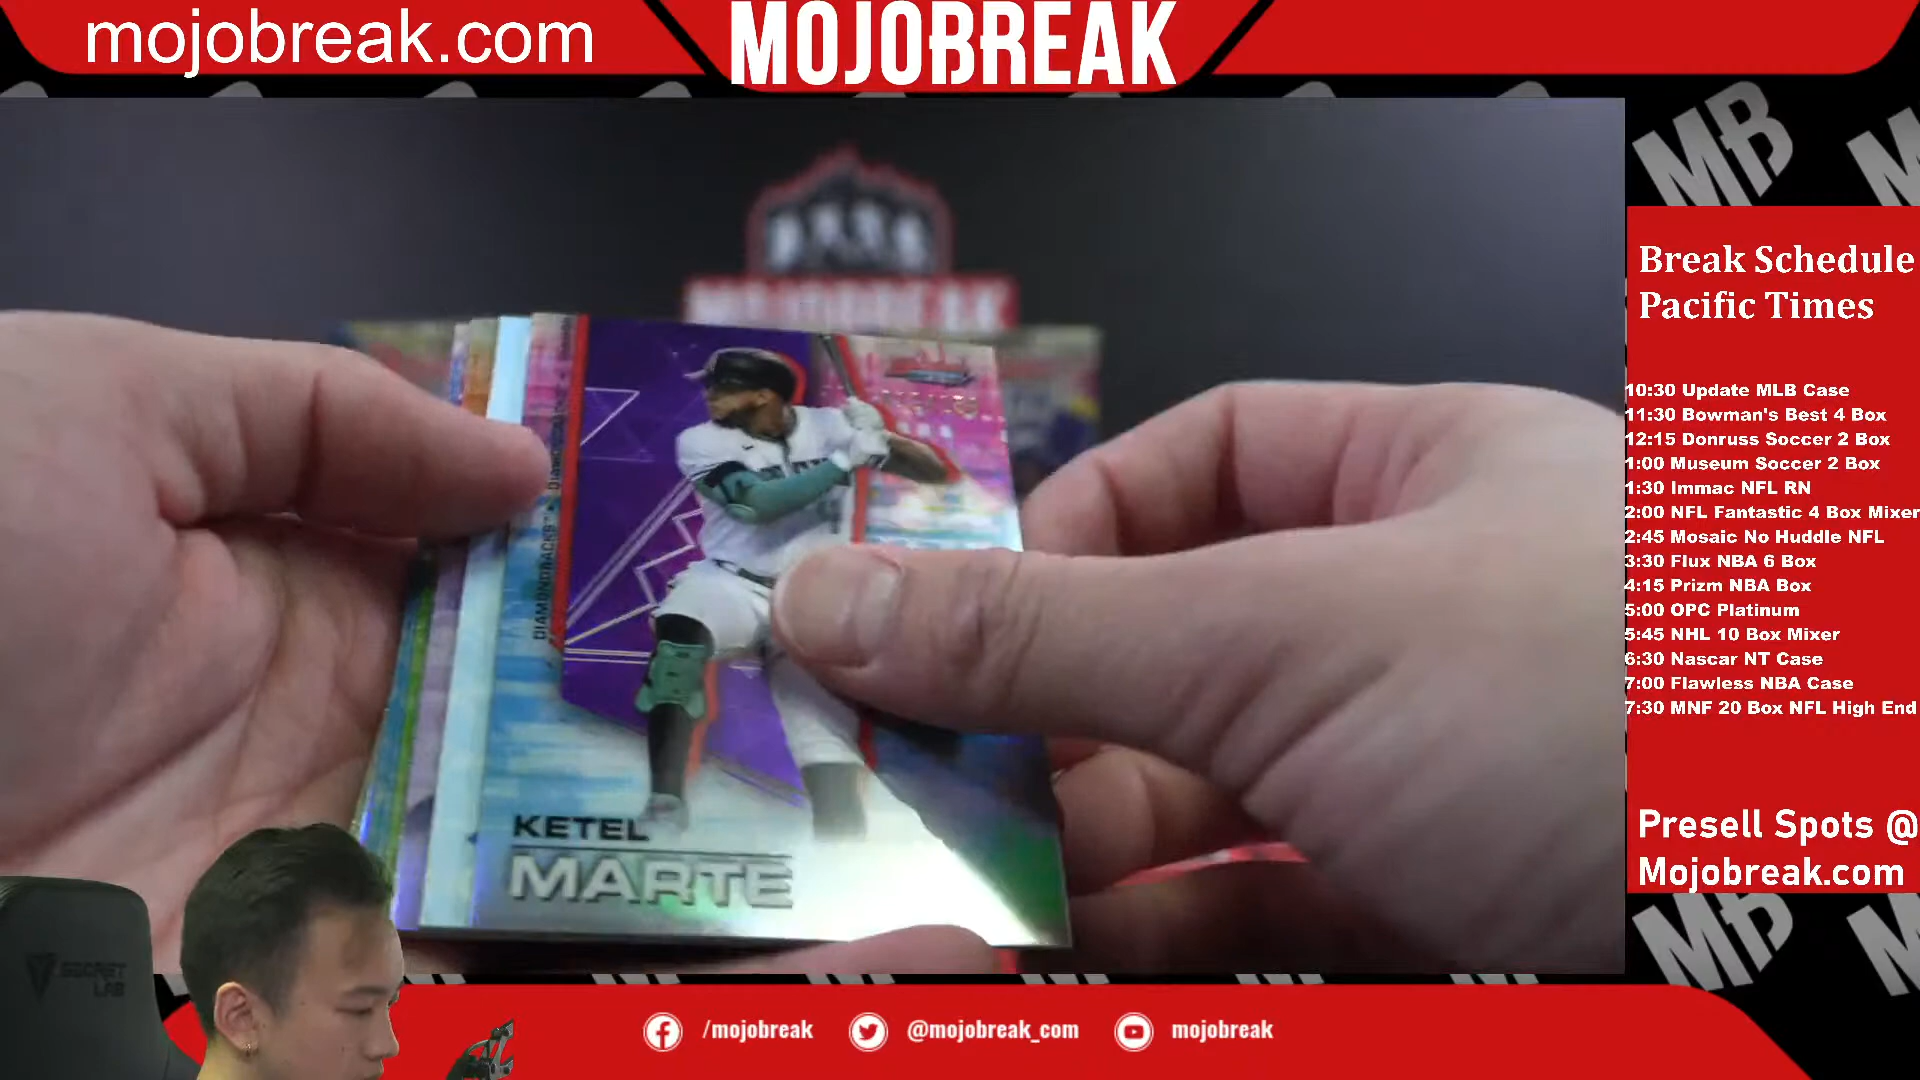 mojobreak.com
MOJOBREAK
MB
MOJOBREAK
Break Schedule
Pacific Times
10:30 Update MLB Case
11:30 Bowman's Best 4 Box
12:15 Donruss Soccer 2 Box
1:00 Museum Soccer 2 Box
1:30 Immac NFL RN
2:00 NFL Fantastic 4 Box Mixer
2:45 Mosaic No Huddle NFL
3:30 Flux NBA 6 Box
4:15 Prizm NBA Box
5:00 OPC Platinum
5:45 NHL 10 Box Mixer
6:30 Nascar NT Case
7:00 Flawless NBA Case
7:30 MNF 20 Box NFL High End
DIAMONDBACKS
KETEL
MARTE
Presell Spots @
Mojobreak.com
MB
SECRET
LAB
/mojobreak
@mojobreak_com
mojobreak